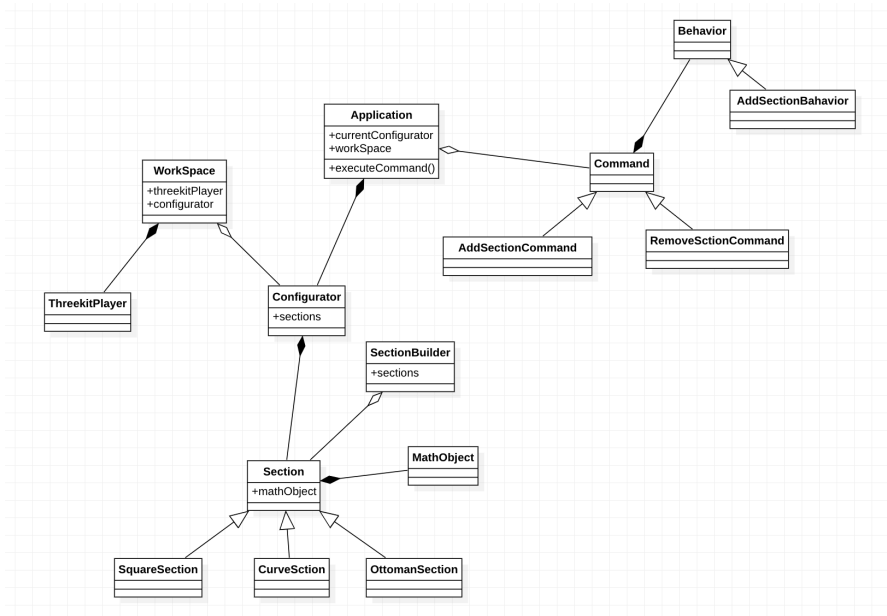 Behavior
AddSectionBahavior
Application
+currentConfigurator
+workSpace
+executeCommand()
Command
WorkSpace
+threekitPlayer
+configurator
AddSectionCommand
RemoveSctionCommand
ThreekitPlayer
Configurator
+sections
SectionBuilder
+sections
MathObject
Section
+mathObject
SquareSection
CurveSction
OttomanSection